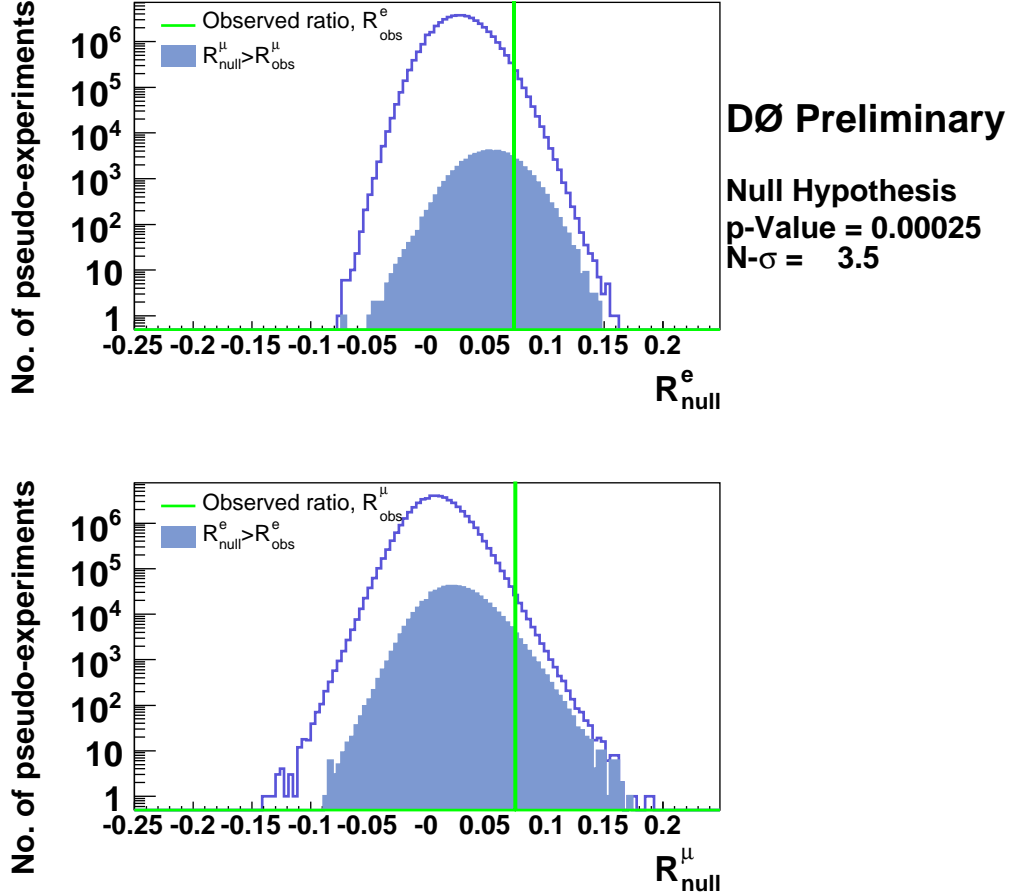 No. of pseudo-experiments
10^6
10^5
10^4
10^3
10^2
10
1
Observed ratio, R^e_obs
R^μ_null>R^μ_obs
-0.25 -0.2 -0.15 -0.1 -0.05 -0 0.05 0.1 0.15 0.2
R^e_null
DØ Preliminary
Null Hypothesis
p-Value = 0.00025
N-σ = 3.5
No. of pseudo-experiments
10^6
10^5
10^4
10^3
10^2
10
1
Observed ratio, R^μ_obs
R^e_null>R^e_obs
-0.25 -0.2 -0.15 -0.1 -0.05 -0 0.05 0.1 0.15 0.2
R^μ_null